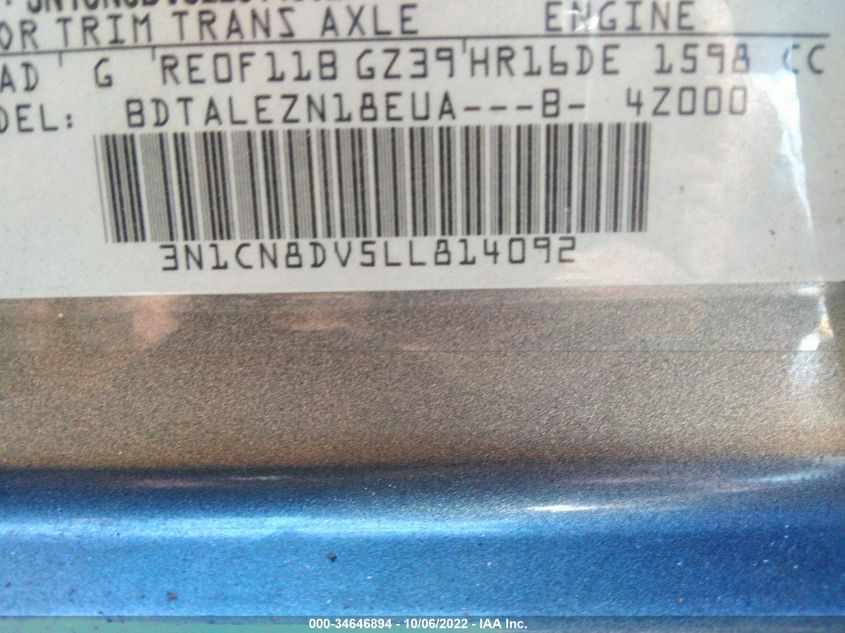 OR TRIM TRANS AXLE ENGINE
AD G RE0F11B GZ39 HR16DE 1598 CC
DEL: BDTALEZN18EUA---B- 4Z000
3N1CN8DV5LL814092
000-34646894 - 10/06/2022 - IAA Inc.